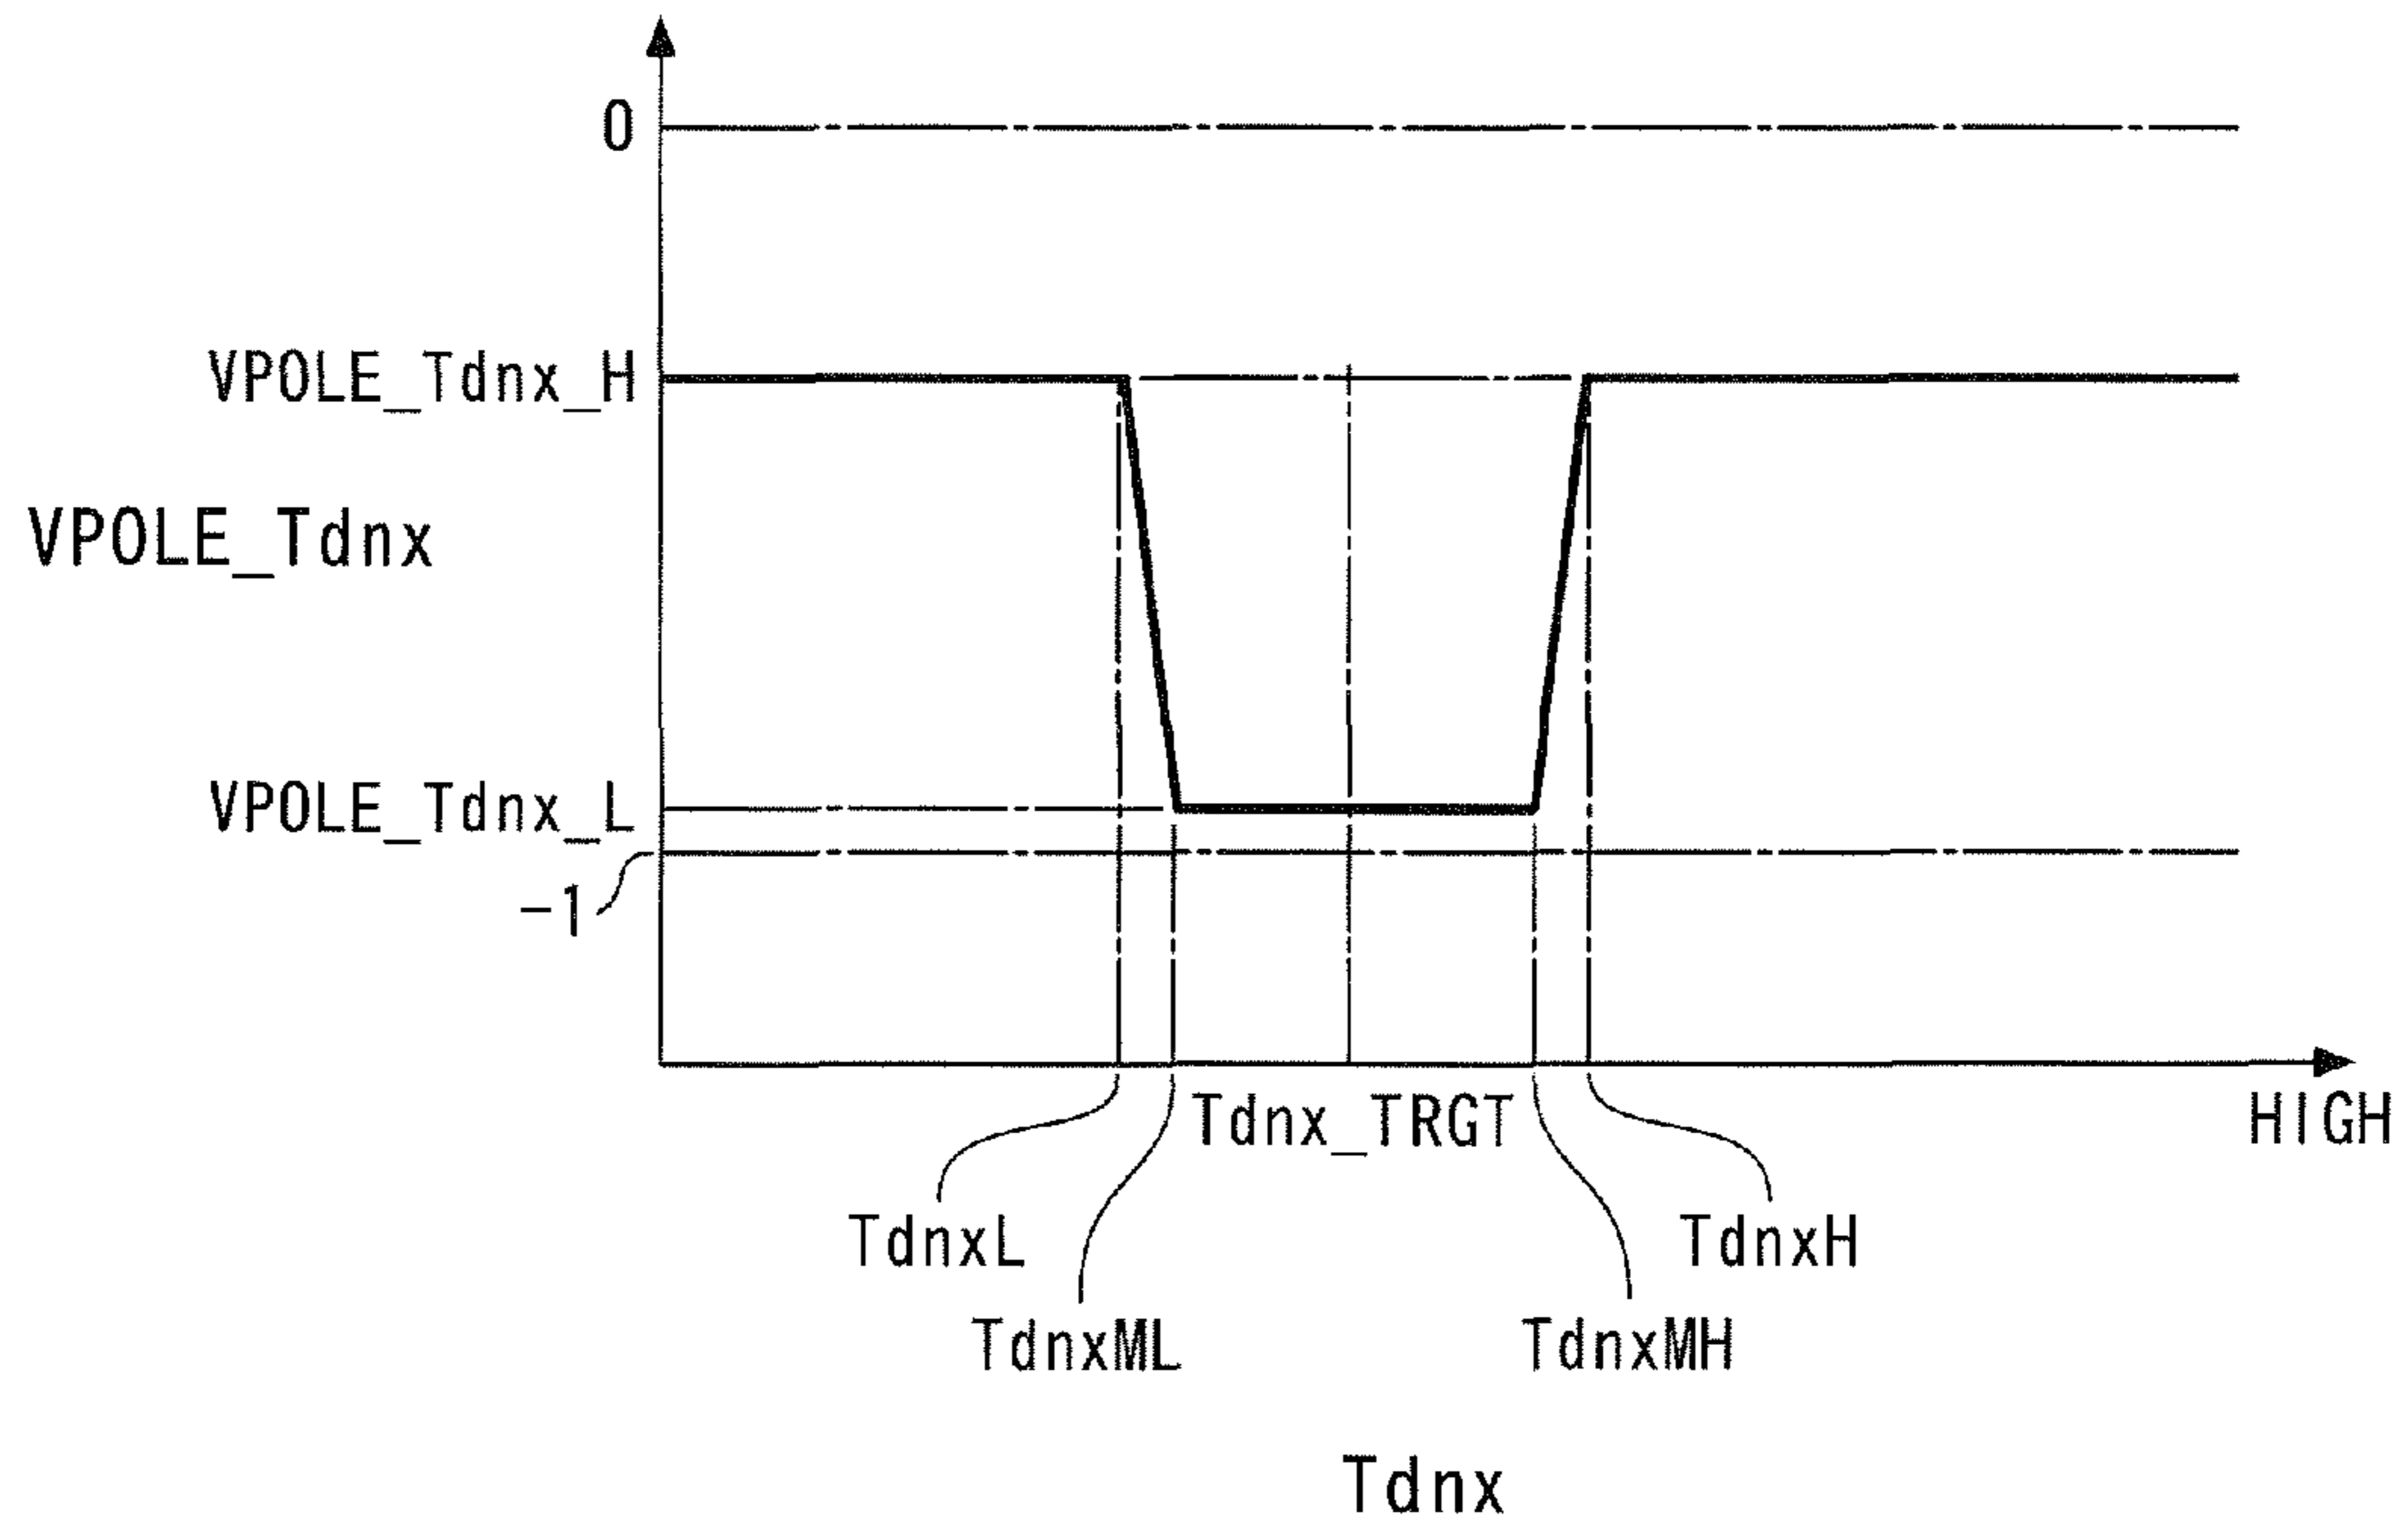 0
VPOLE_Tdnx_H
VPOLE_Tdnx
VPOLE_Tdnx_L
-1
Tdnx_TRGT
HIGH
TdnxL
TdnxH
TdnxML
TdnxMH
Tdnx